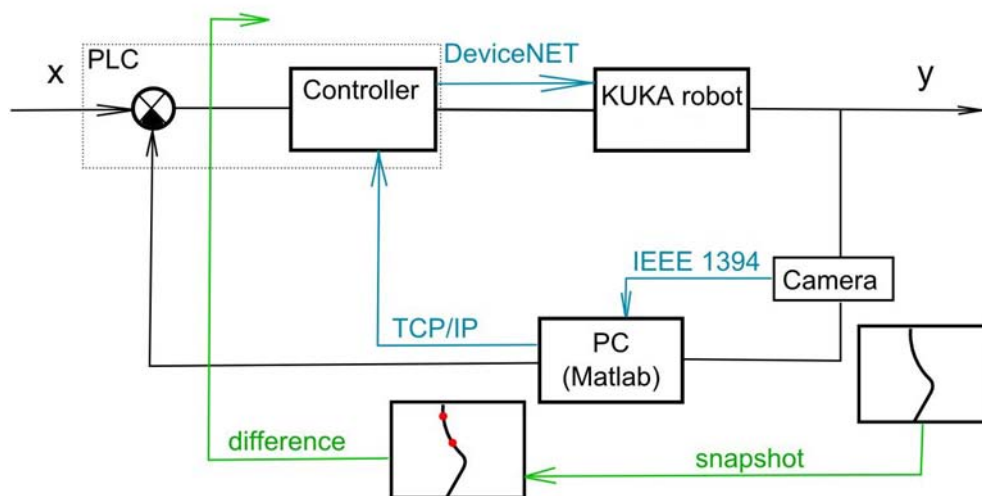 DeviceNET
x
PLC
Controller
KUKA robot
y
IEEE 1394
Camera
TCP/IP
PC
(Matlab)
difference
snapshot